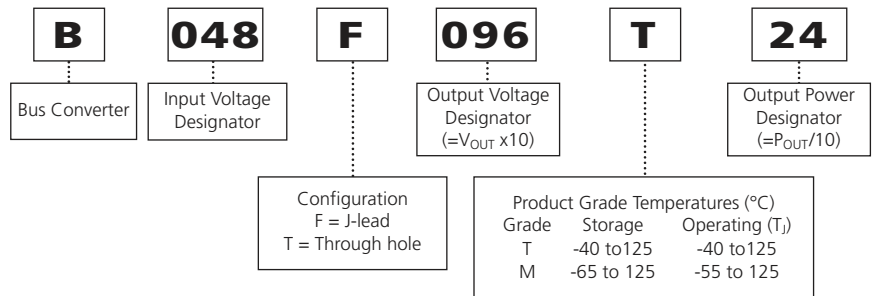 B 048 F 096 T 24
Bus Converter
Input Voltage
Designator
Output Voltage
Designator
(=VOUT x10)
Output Power
Designator
(=POUT/10)
Configuration
F = J-lead
T = Through hole
Product Grade Temperatures (°C)
Grade Storage Operating (TJ)
T -40 to125 -40 to125
M -65 to 125 -55 to 125